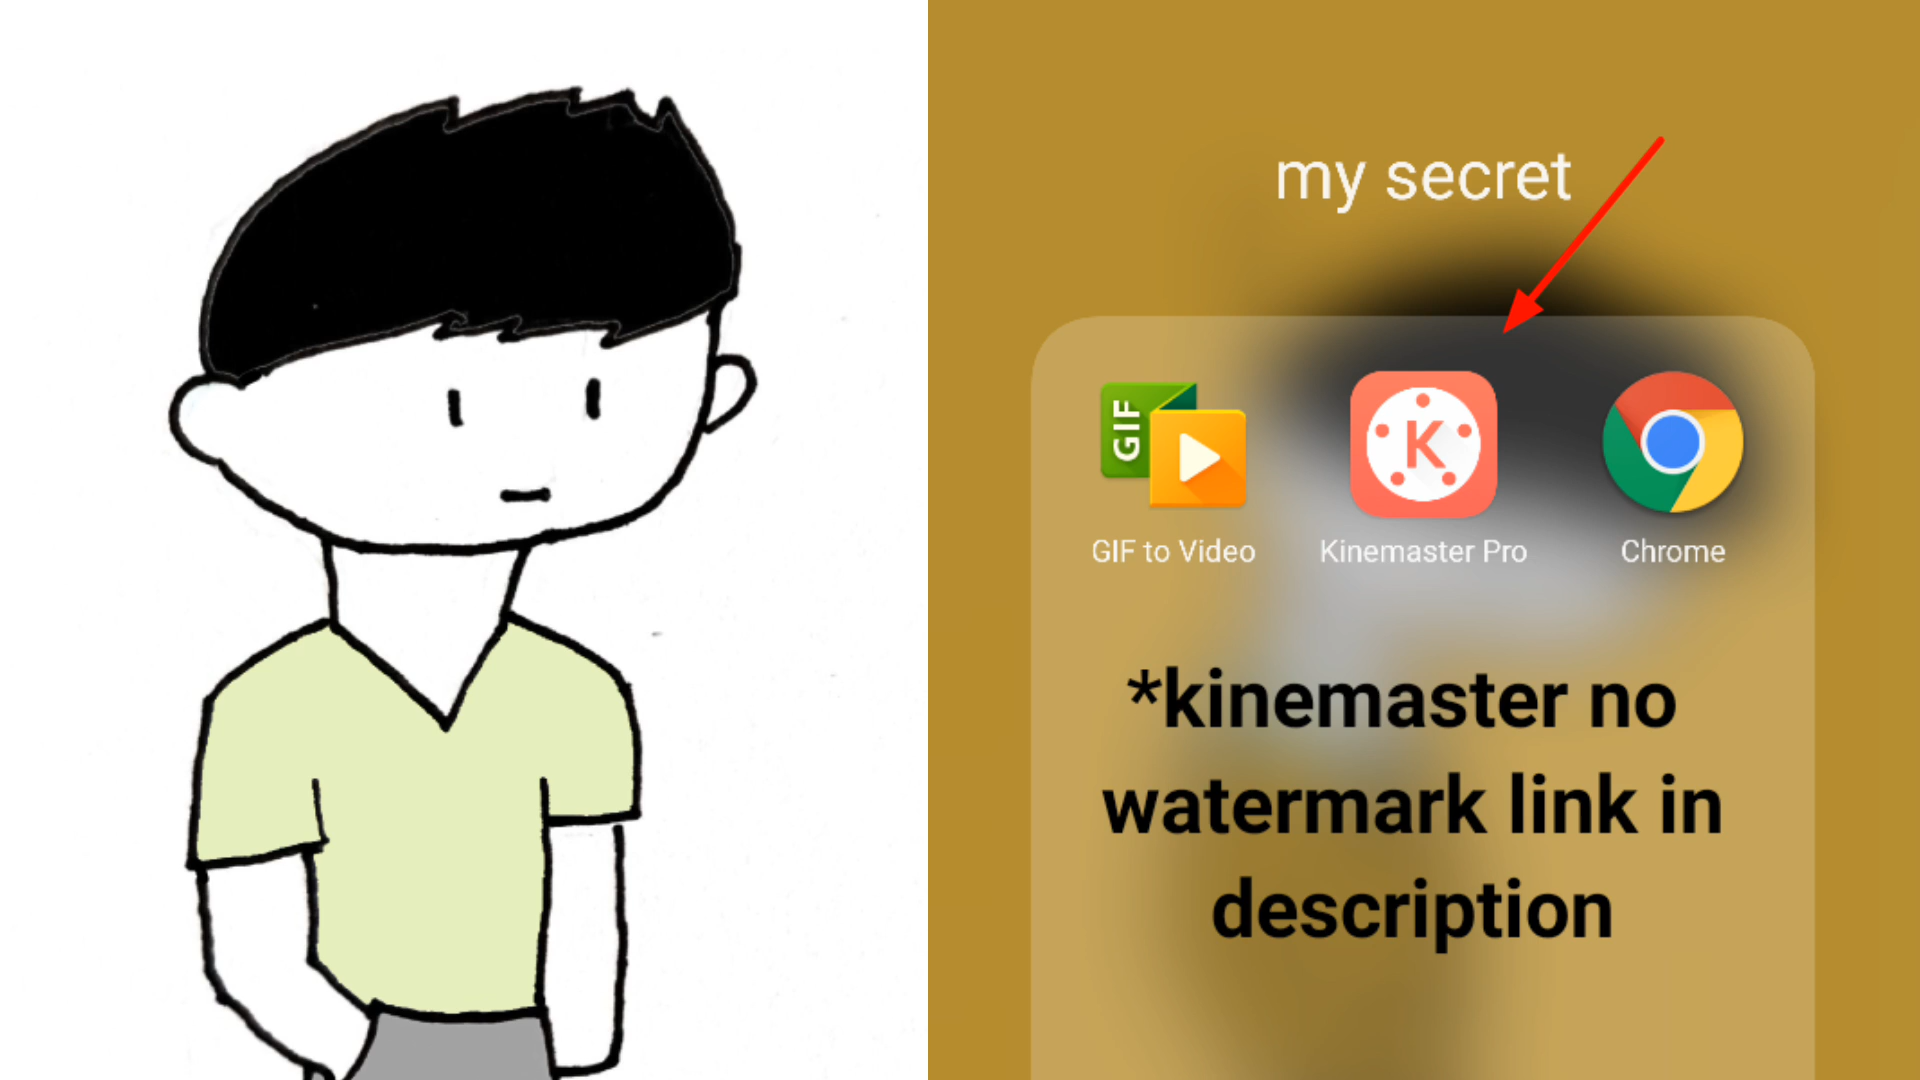 my secret
GIF
K
GIF to Video
Kinemaster Pro
Chrome
*kinemaster no
watermark link in
description